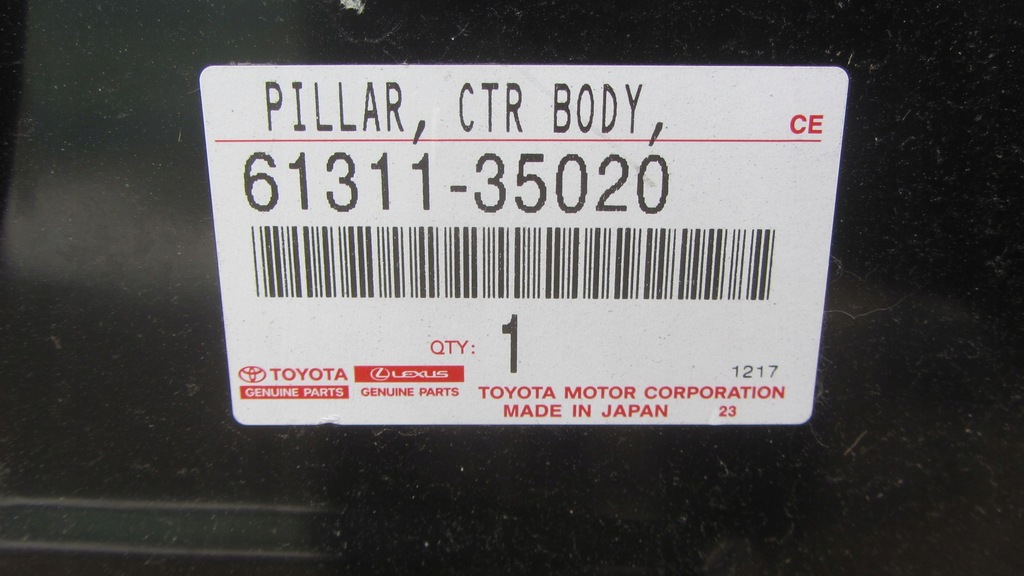 PILLAR, CTR BODY,
CE
61311-35020
QTY: 1
TOYOTA LEXUS 1217
GENUINE PARTS GENUINE PARTS TOYOTA MOTOR CORPORATION
MADE IN JAPAN 23